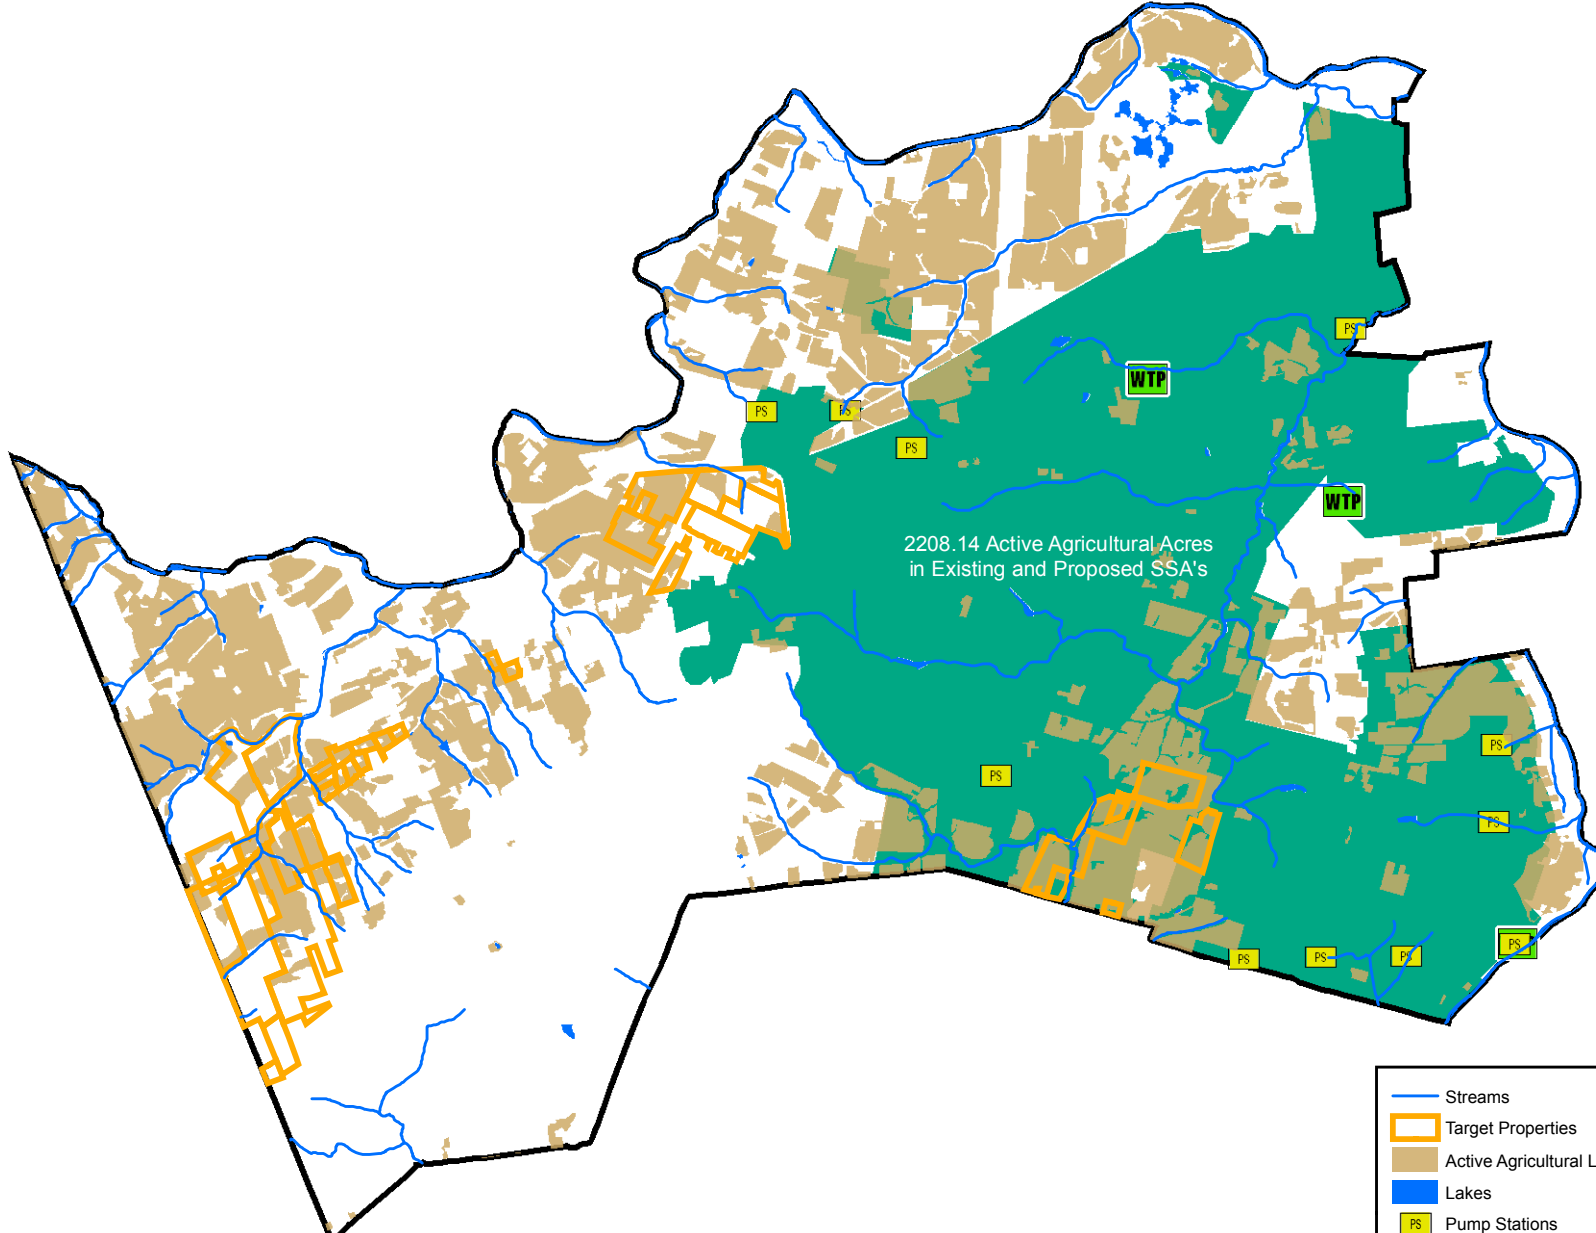 PS
WTP
PS
PS
PS
WTP
2208.14 Active Agricultural Acres
in Existing and Proposed SSA's
PS
PS
PS
PS
PS
PS
PS
Streams
Target Properties
Active Agricultural L
Lakes
PS Pump Stations